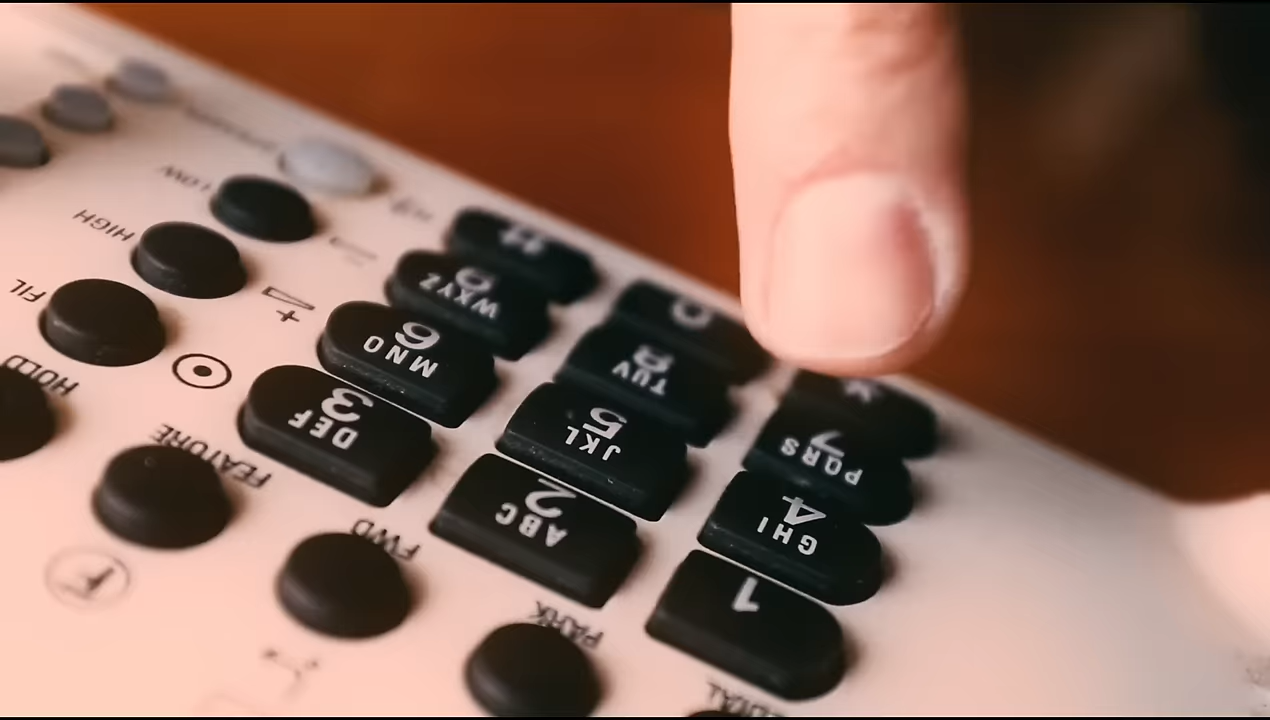 PARK
FWD
FEATURE
F
HOLD
1
ABC
2
DEF
3
GHI
4
JKL
5
MNO
6
PQRS
7
TUV
8
WXYZ
9
*
0
#
FIL
+
HIGH
LOW